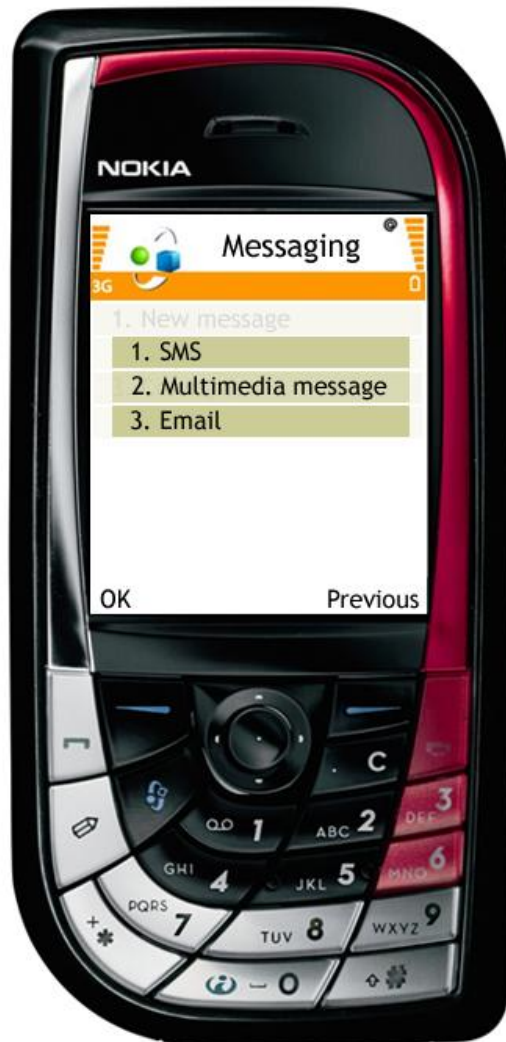 NOKIA
Messaging
3G
1. New message
1. SMS
2. Multimedia message
3. Email
OK Previous
C
1 ABC 2 DEF 3
GHI 4 JKL 5 MNO 6
PQRS 7 TUV 8 WXYZ 9
+ * 0 #